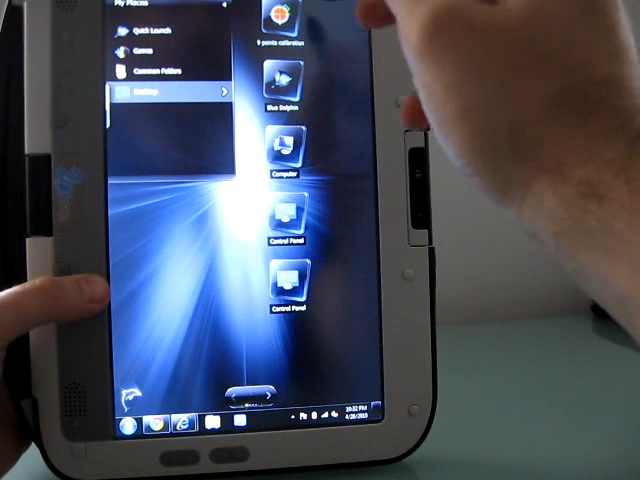 My Places
Quick Launch
Games
Common Folders
Desktop
9 points calibration
Blue Dolphin
Computer
Control Panel
Control Panel
10:32 PM
4/28/2010